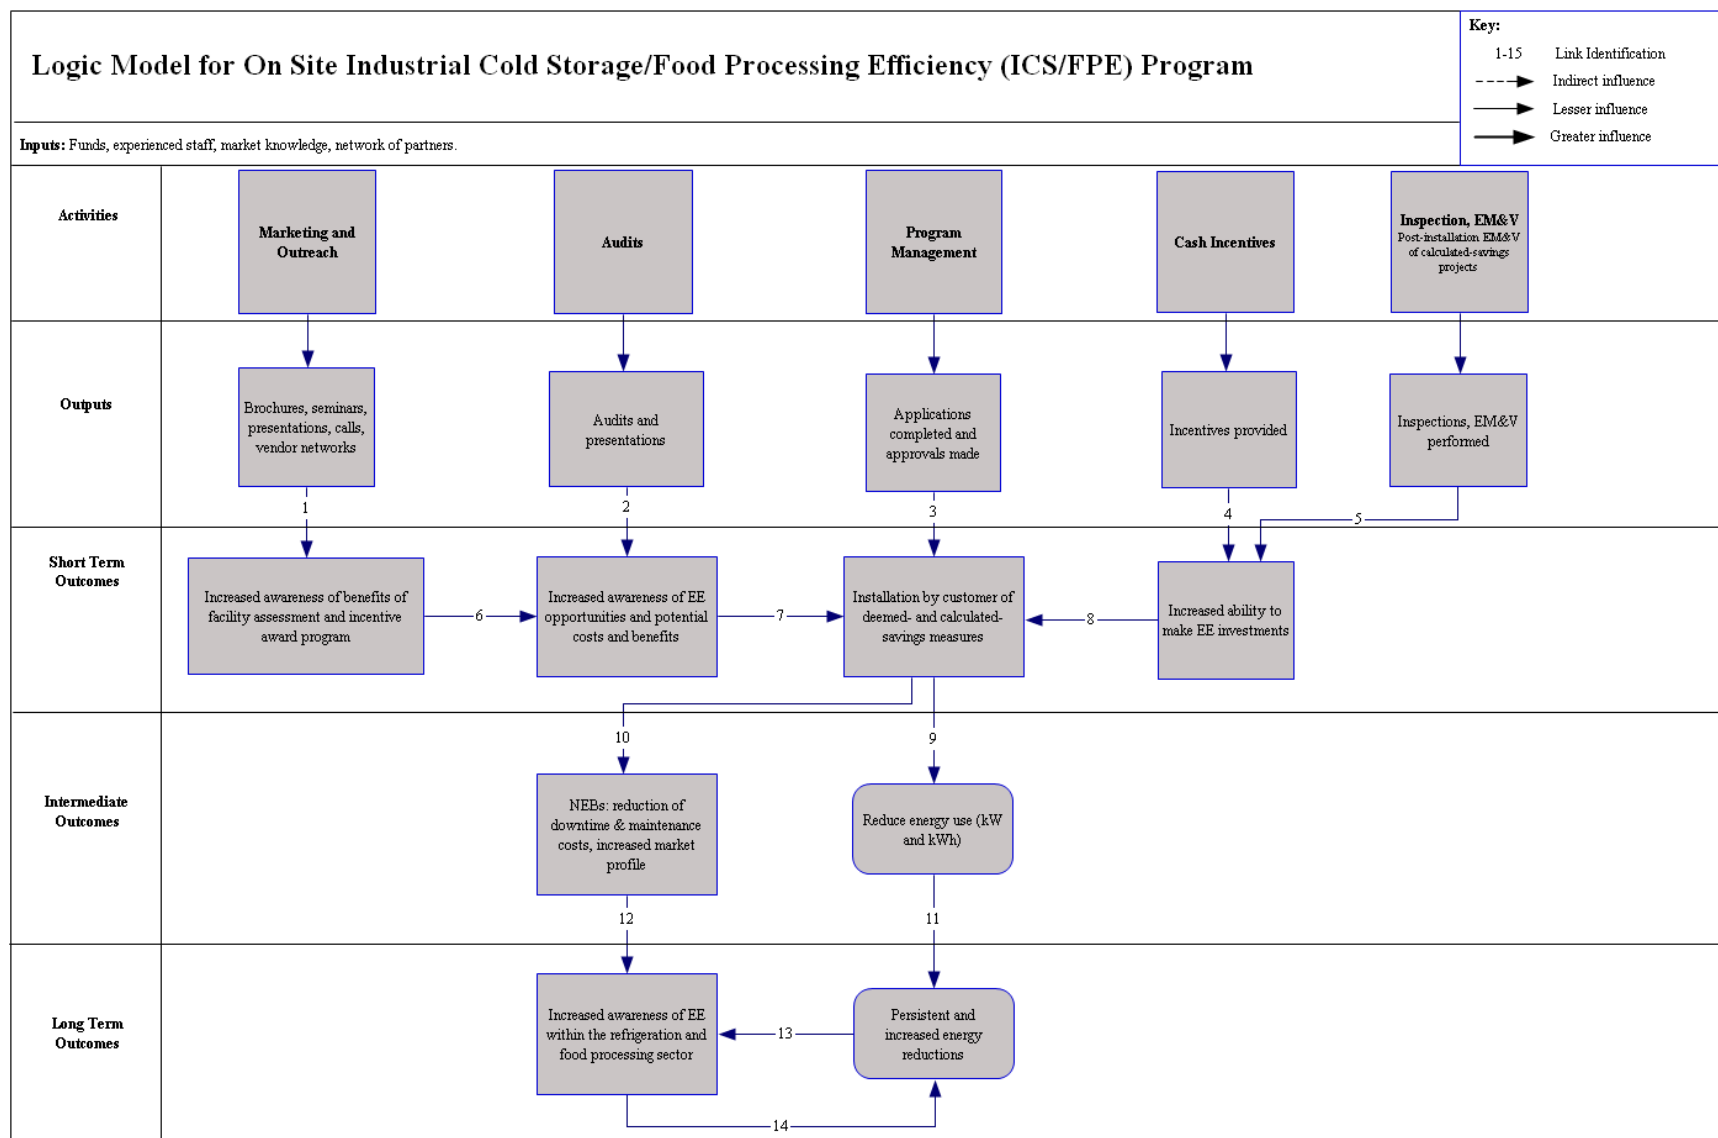 Logic Model for On Site Industrial Cold Storage/Food Processing Efficiency (ICS/FPE) Program
Key:
1-15 Link Identification
Indirect influence
Lesser influence
Greater influence
Inputs: Funds, experienced staff, market knowledge, network of partners.
Activities
Marketing and
Outreach
Audits
Program
Management
Cash Incentives
Inspection, EM&V
Post-installation EM&V
of calculated-savings
projects
Outputs
Brochures, seminars,
presentations, calls,
vendor networks
Audits and
presentations
Applications
completed and
approvals made
Incentives provided
Inspections, EM&V
performed
1
2
3
4
5
Short Term
Outcomes
Increased awareness of benefits of
facility assessment and incentive
award program
6
Increased awareness of EE
opportunities and potential
costs and benefits
7
Installation by customer of
deemed- and calculated-
savings measures
8
Increased ability to
make EE investments
10
9
Intermediate
Outcomes
NEBs: reduction of
downtime & maintenance
costs, increased market
profile
Reduce energy use (kW
and kWh)
12
11
Long Term
Outcomes
Increased awareness of EE
within the refrigeration and
food processing sector
13
Persistent and
increased energy
reductions
14